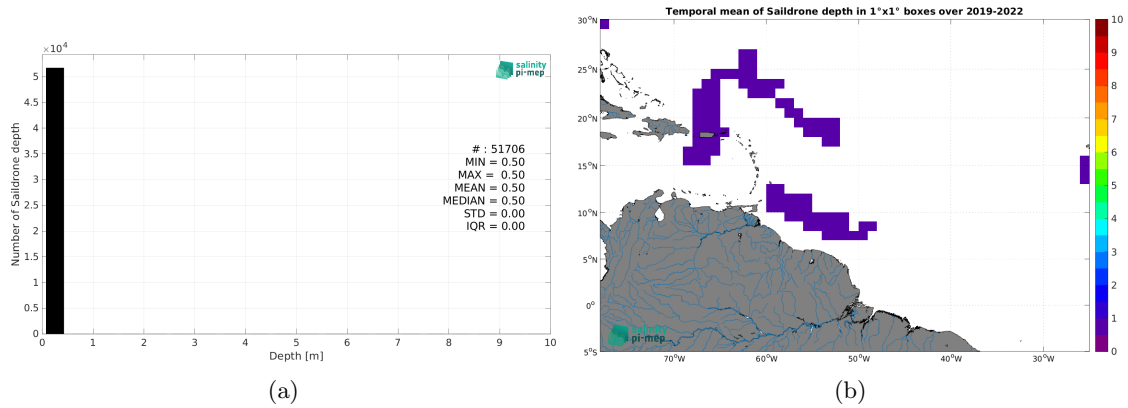 ×10⁴
5
4.5
4
3.5
3
2.5
2
1.5
1
0.5
0
Number of Saildrone depth
salinity
pi-mep
# : 51706
MIN = 0.50
MAX = 0.50
MEAN = 0.50
MEDIAN = 0.50
STD = 0.00
IQR = 0.00
0 1 2 3 4 5 6 7 8 9 10
Depth [m]
(a)
Temporal mean of Saildrone depth in 1°x1° boxes over 2019-2022
30°N
25°N
20°N
15°N
10°N
5°N
0°
5°S
70°W 60°W 50°W 40°W 30°W
salinity
pi-mep
10
9
8
7
6
5
4
3
2
1
0
(b)